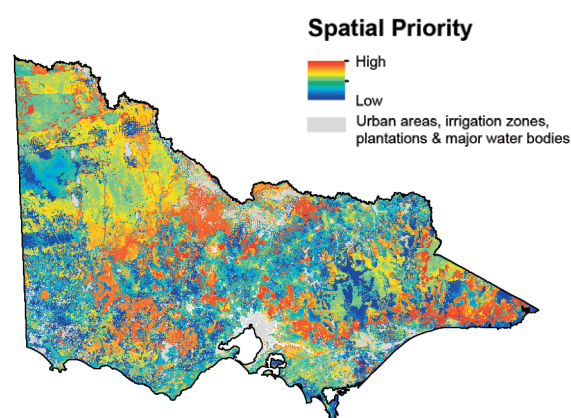 Spatial Priority
High
Low
Urban areas, irrigation zones,
plantations & major water bodies